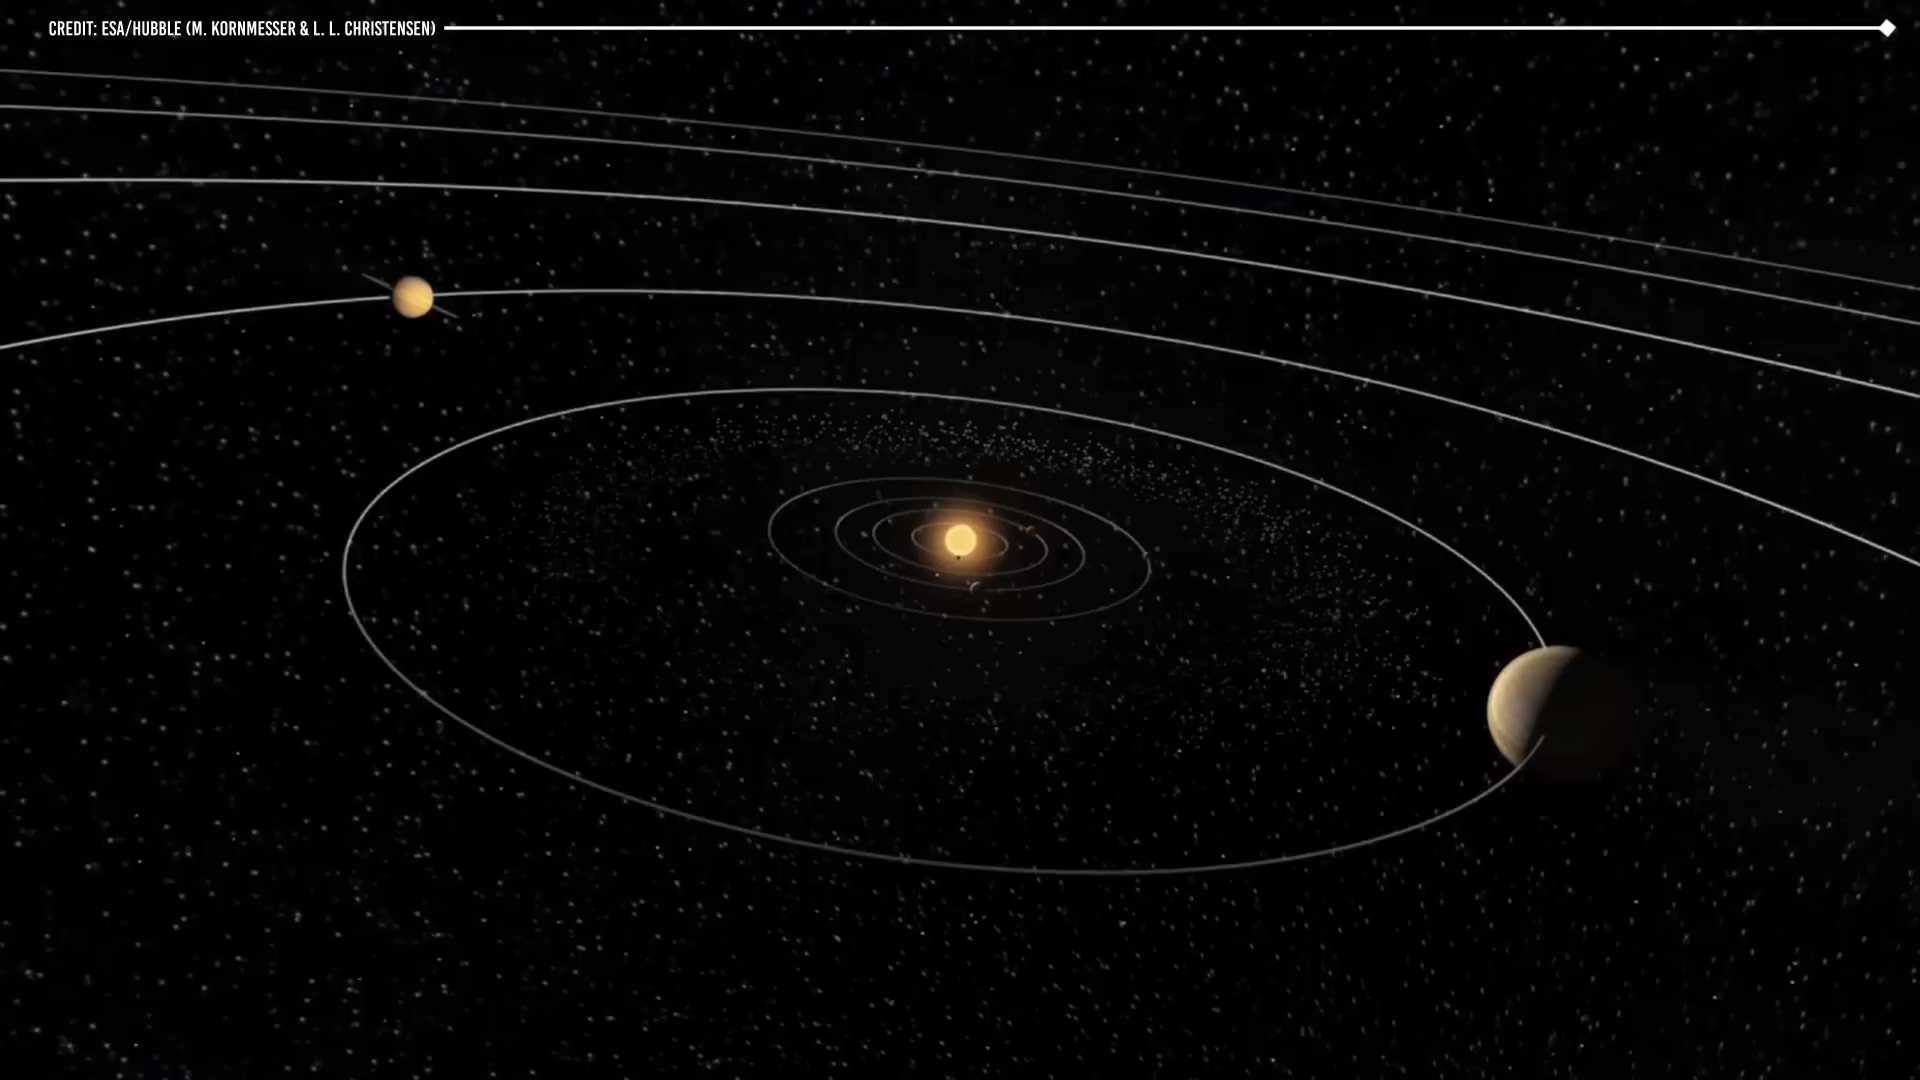 CREDIT: ESA/HUBBLE (M. KORNMESSER & L. L. CHRISTENSEN)